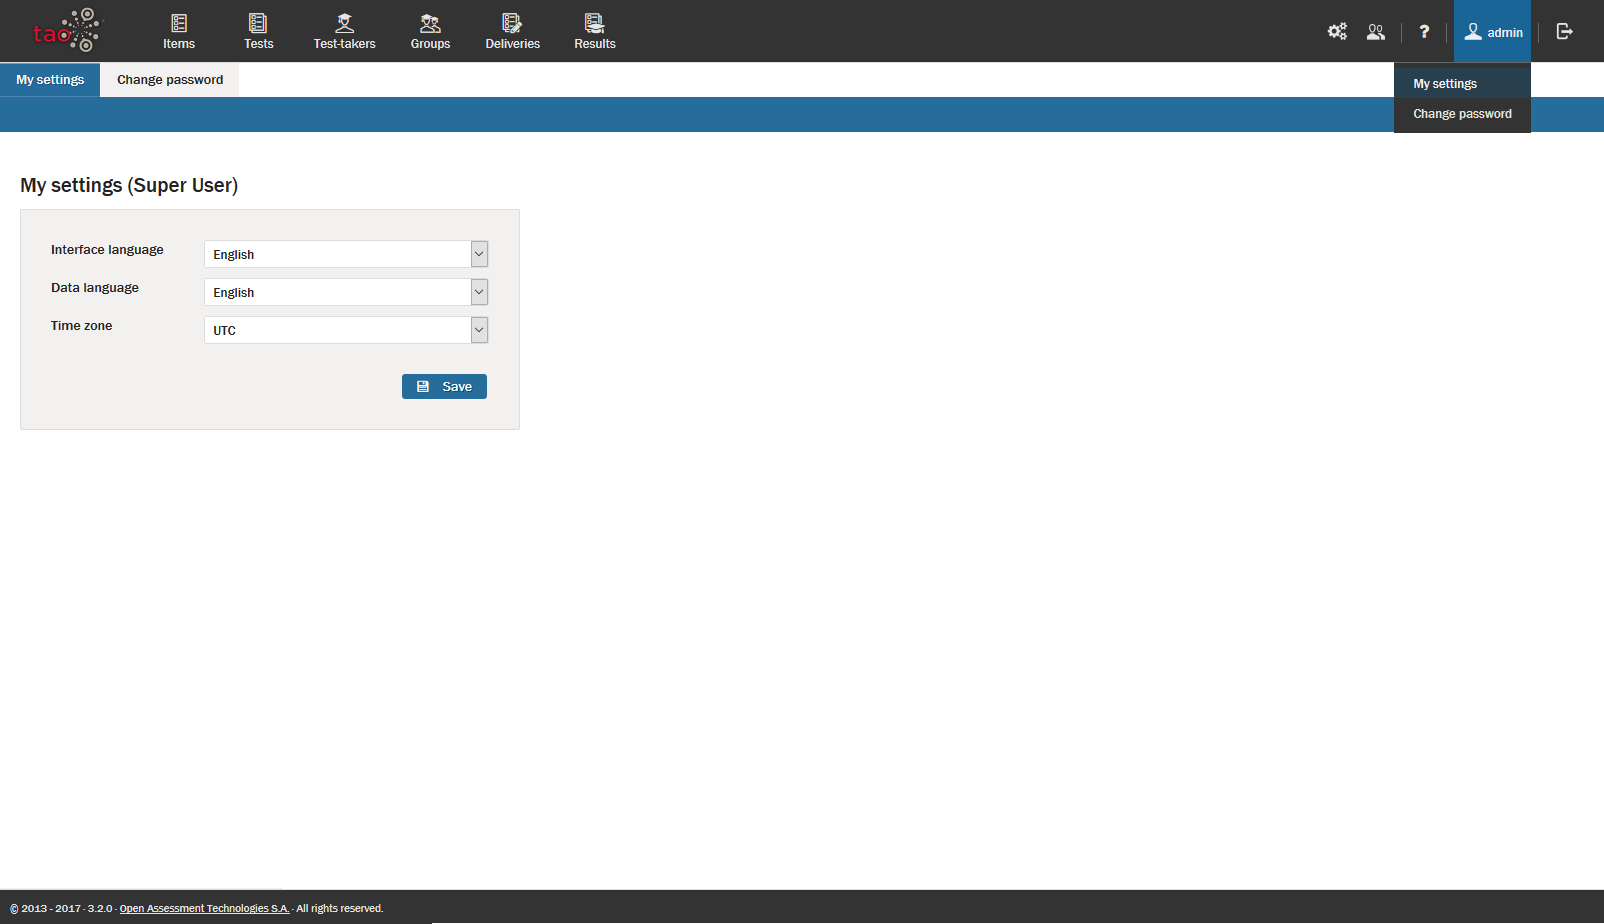 tao
Items Tests Test-takers Groups Deliveries Results ? admin
My settings Change password
My settings
Change password
My settings (Super User)
Interface language English
Data language English
Time zone UTC
Save
© 2013 - 2017 · 3.2.0 · Open Assessment Technologies S.A. · All rights reserved.